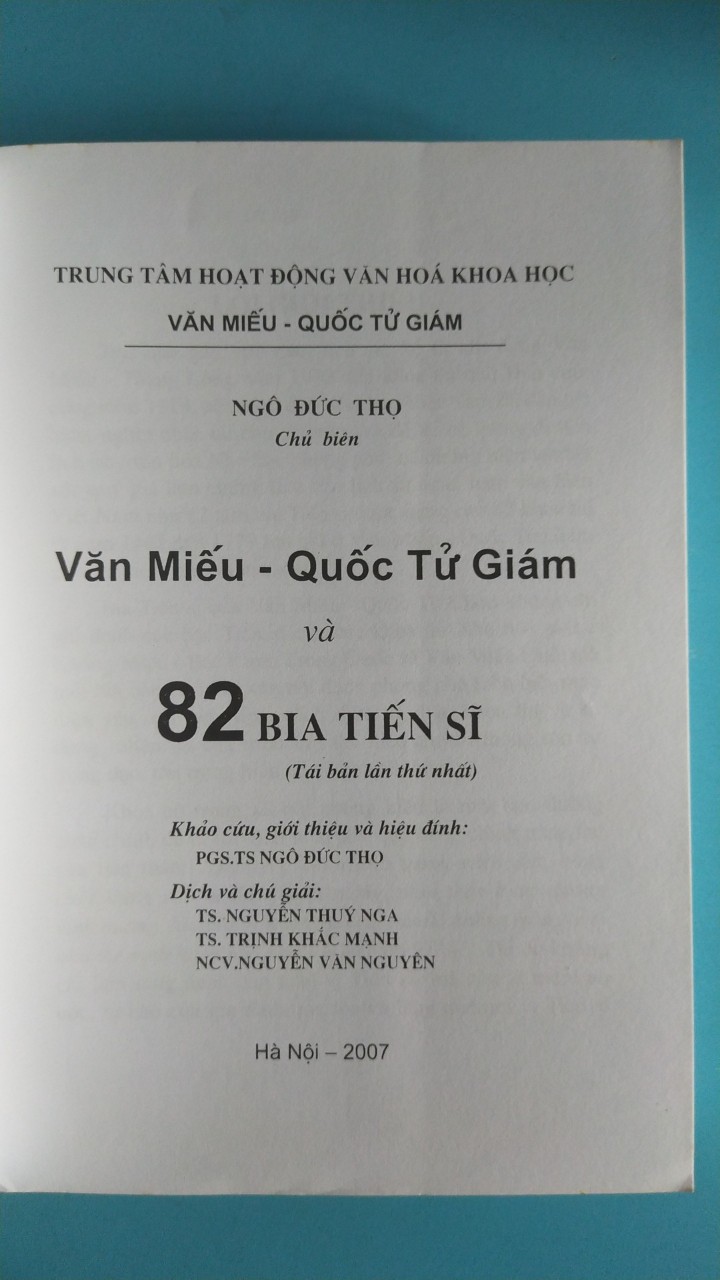 TRUNG TÂM HOẠT ĐỘNG VĂN HOÁ KHOA HỌC
VĂN MIẾU - QUỐC TỬ GIÁM
NGÔ ĐỨC THỌ
Chủ biên
Văn Miếu - Quốc Tử Giám
và
82 BIA TIẾN SĨ
(Tái bản lần thứ nhất)
Khảo cứu, giới thiệu và hiệu đính:
PGS.TS NGÔ ĐỨC THỌ
Dịch và chú giải:
TS. NGUYỄN THUÝ NGA
TS. TRỊNH KHẮC MẠNH
NCV.NGUYỄN VĂN NGUYÊN
Hà Nội – 2007